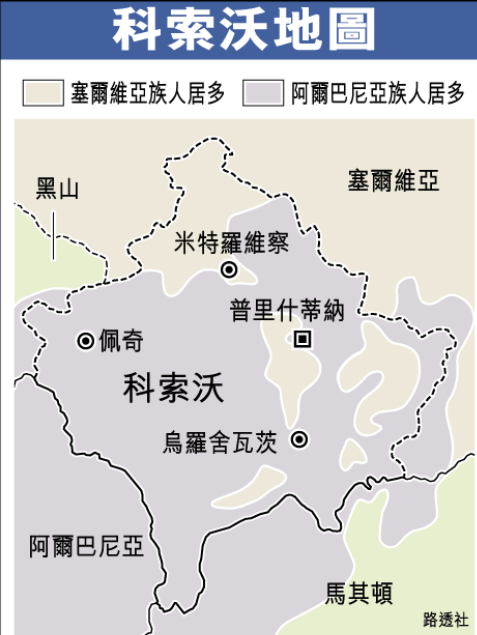 科索沃地圖
塞爾維亞族人居多
阿爾巴尼亞族人居多
黑山
塞爾維亞
米特羅維察
普里什蒂納
佩奇
科索沃
烏羅舍瓦茨
阿爾巴尼亞
馬其頓
路透社